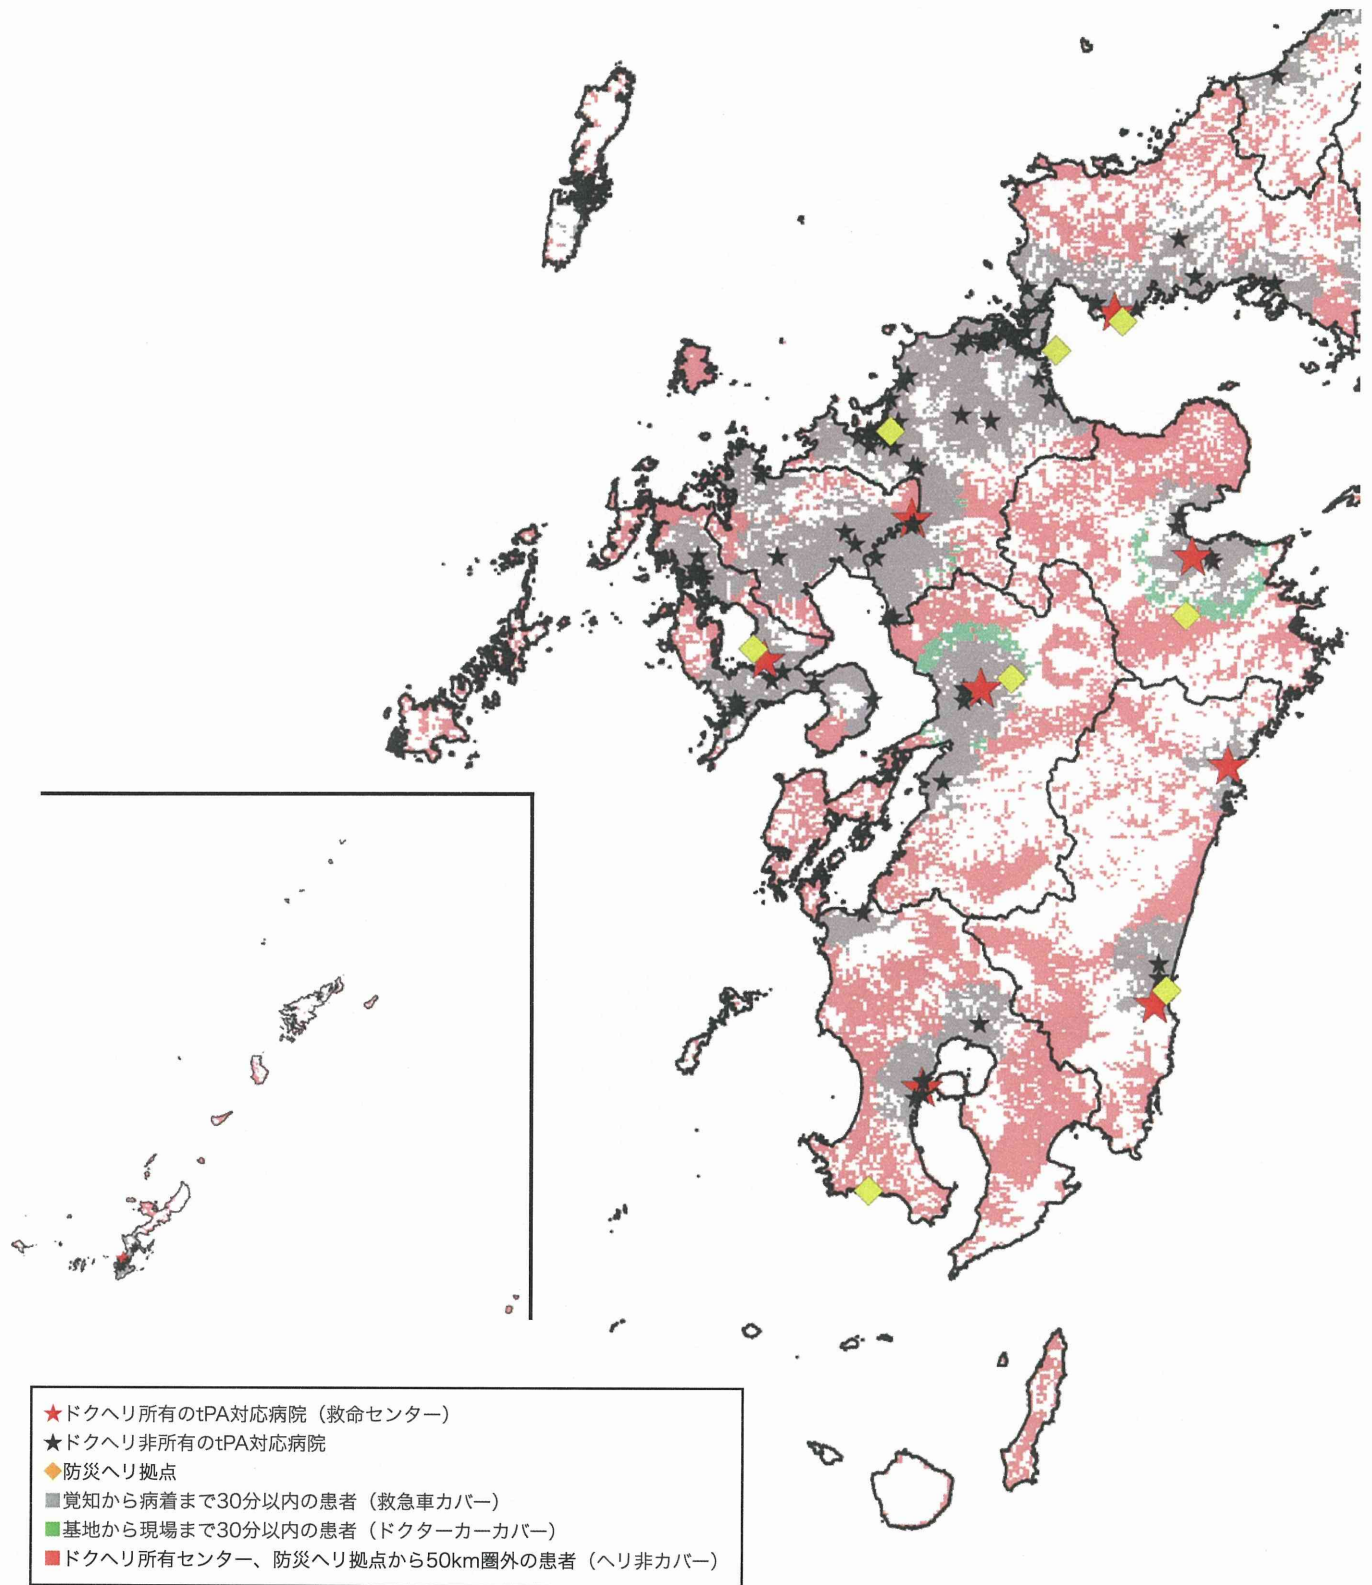 ★ドクヘリ所有のtPA対応病院（救命センター）
★ドクヘリ非所有のtPA対応病院
◆防災ヘリ拠点
■覚知から病着まで30分以内の患者（救急車カバー）
■基地から現場まで30分以内の患者（ドクターカーカバー）
■ドクヘリ所有センター、防災ヘリ拠点から50km圏外の患者（ヘリ非カバー）